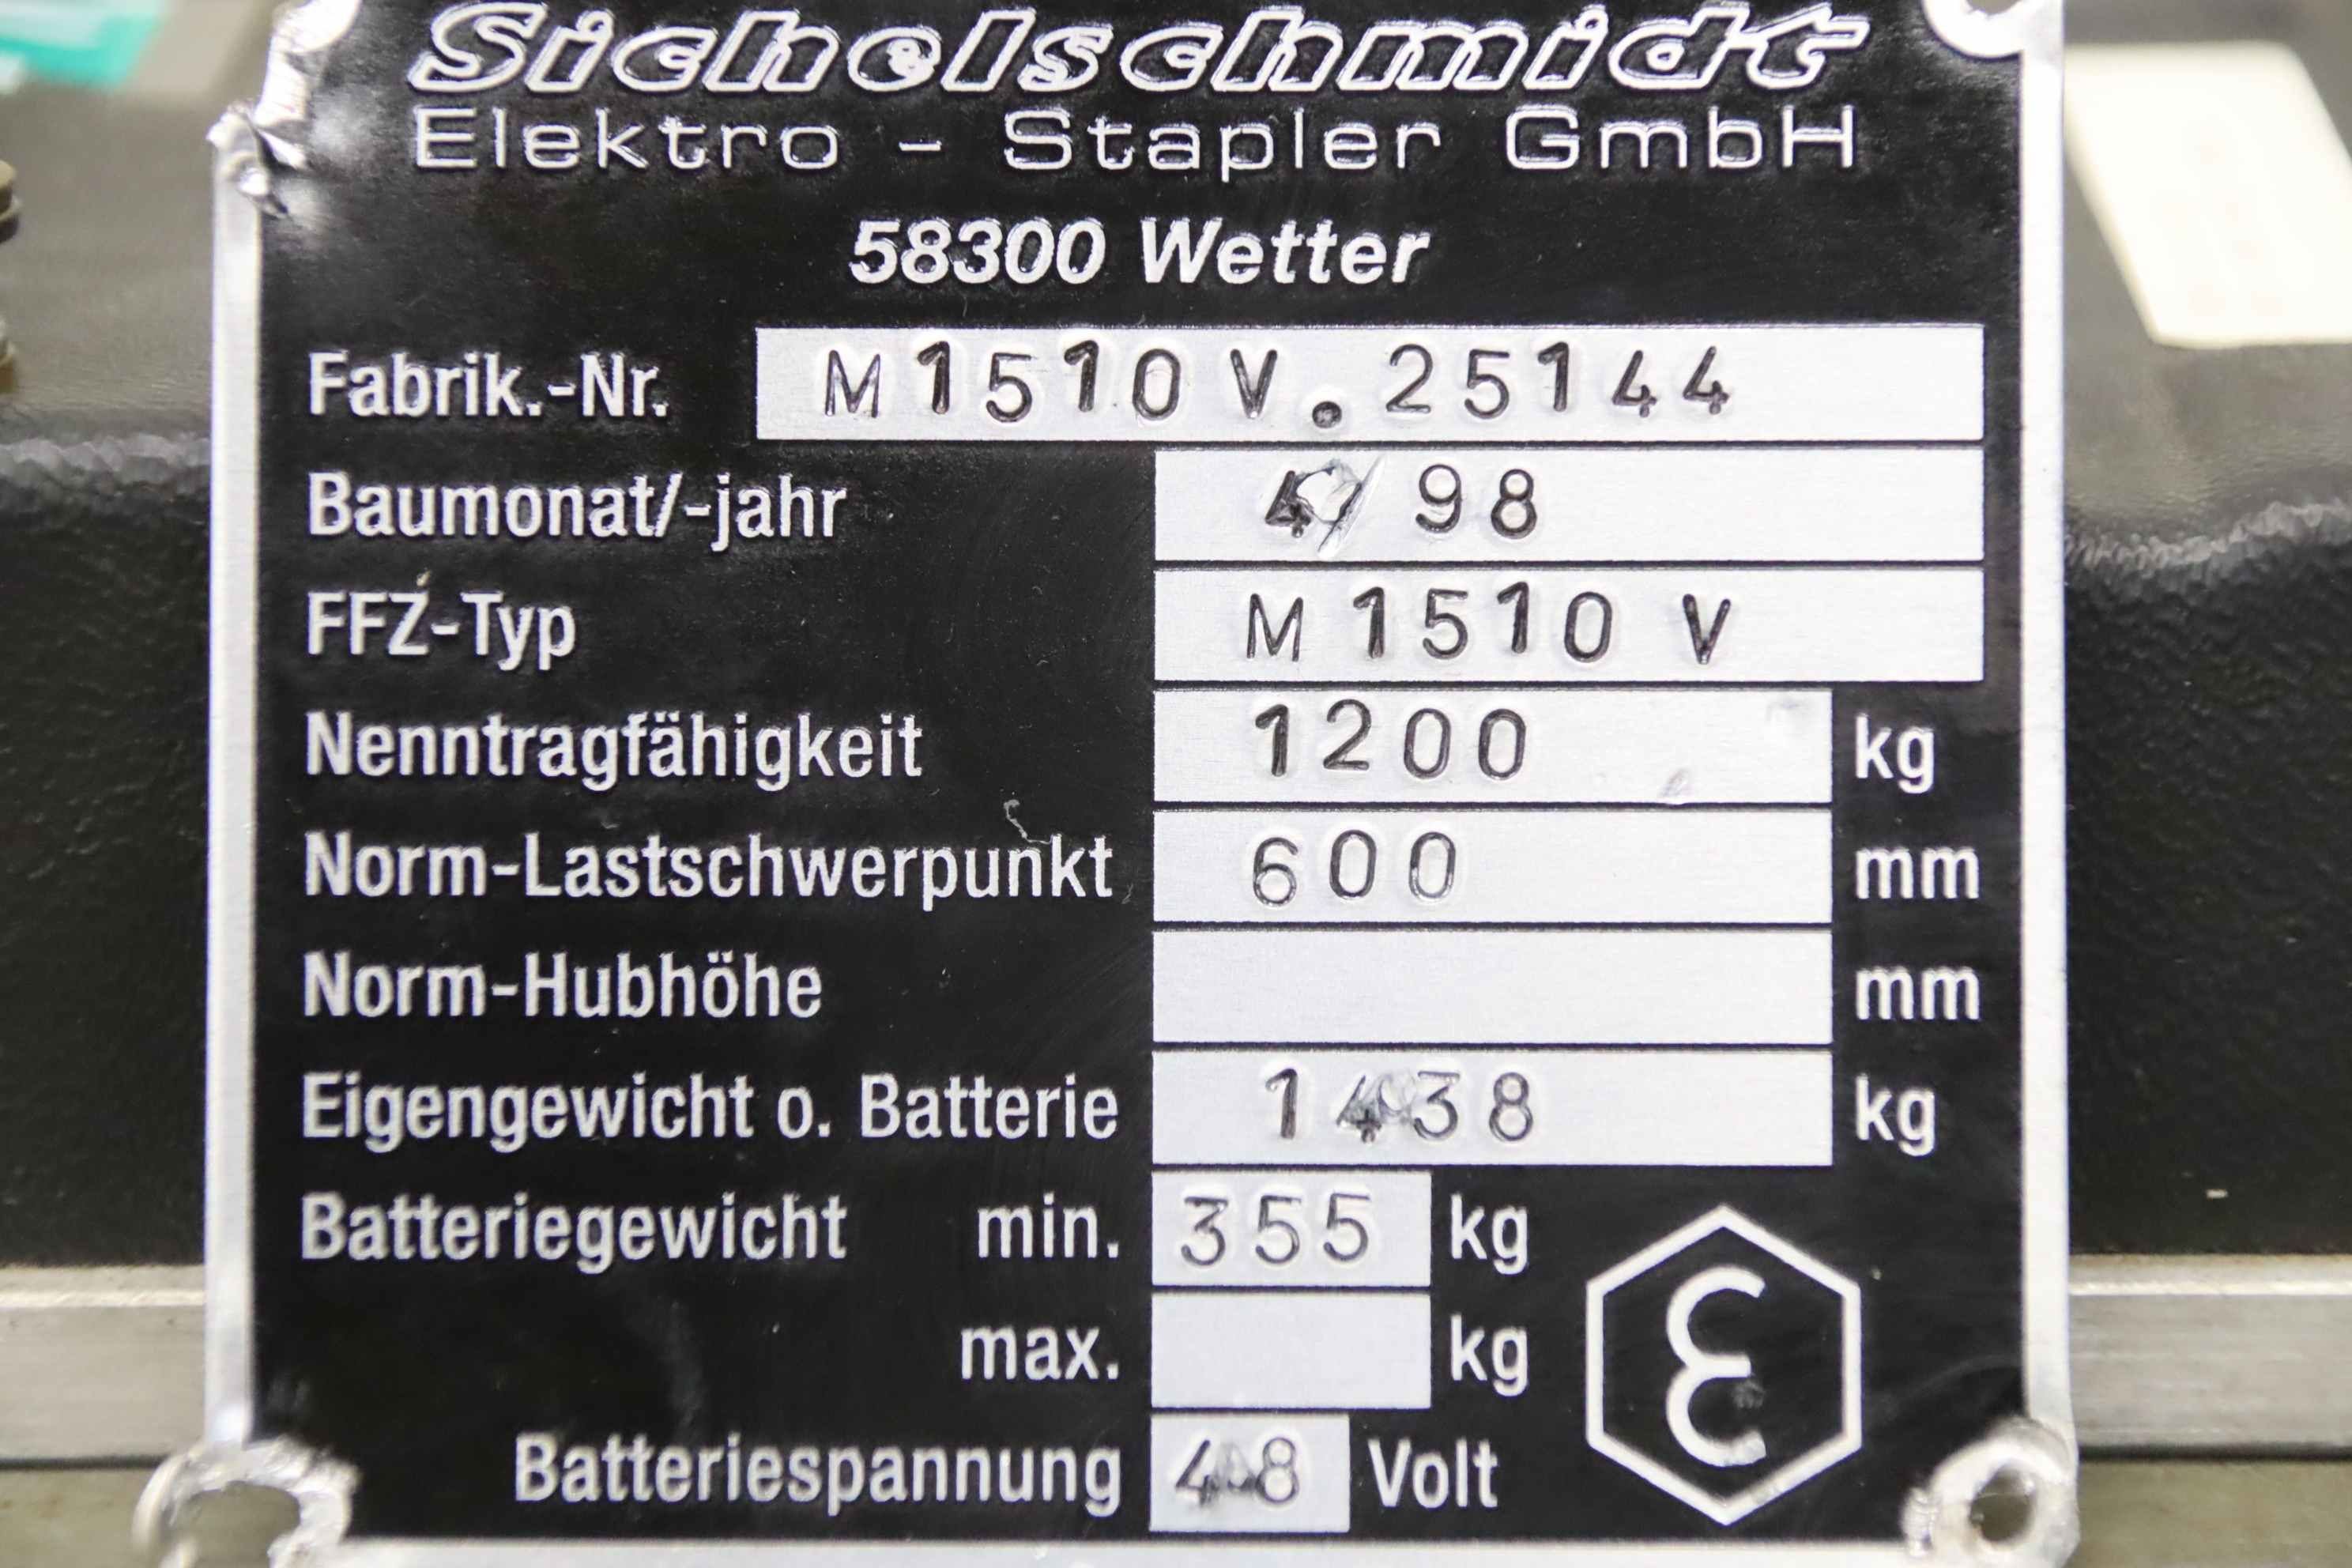 Sichelschmidt
Elektro - Stapler GmbH
58300 Wetter
Fabrik.-Nr. M1510 V. 25144
Baumonat/-jahr 4/98
FFZ-Typ M 1510 V
Nenntragfähigkeit 1200 kg
Norm-Lastschwerpunkt 600 mm
Norm-Hubhöhe mm
Eigengewicht o. Batterie 1438 kg
Batteriegewicht min. 355 kg
max. kg
Batteriespannung 48 Volt